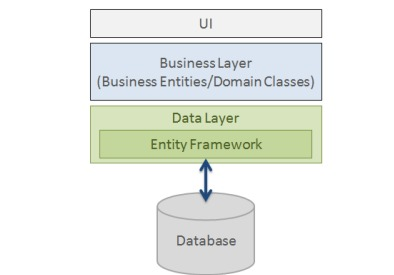 UI
Business Layer
(Business Entities/Domain Classes)
Data Layer
Entity Framework
Database